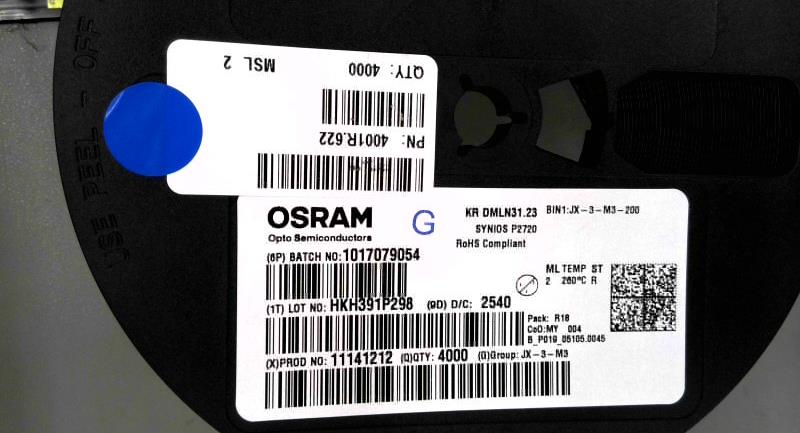 MSL 2 QTY: 4000
PN: 4001R.622
OSRAM
Opto Semiconductors
G
KR DMLN31.23 BIN1:JX-3-M3-200
SYNIOS P2720
RoHS Compliant
(6P) BATCH NO:1017079054
ML TEMP ST
2 260°C R
(1T) LOT NO: HKH391P298 (9D) D/C: 2540
Pack: R18
CoO:MY 004
B_P019_05105.0045
(X)PROD NO: 11141212 (Q)QTY: 4000 (G)Group: JX-3-M3
USE PEEL - OFF